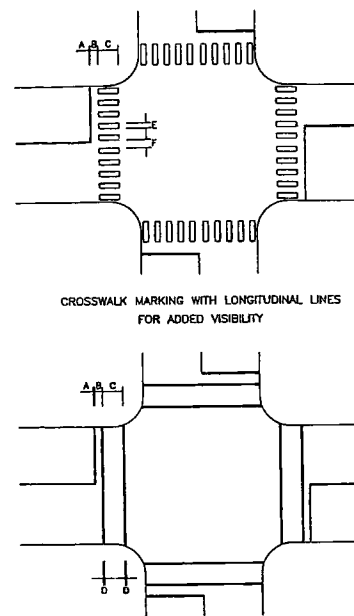 A B C
E
F
CROSSWALK MARKING WITH LONGITUDINAL LINES
FOR ADDED VISIBILITY
A B C
D D